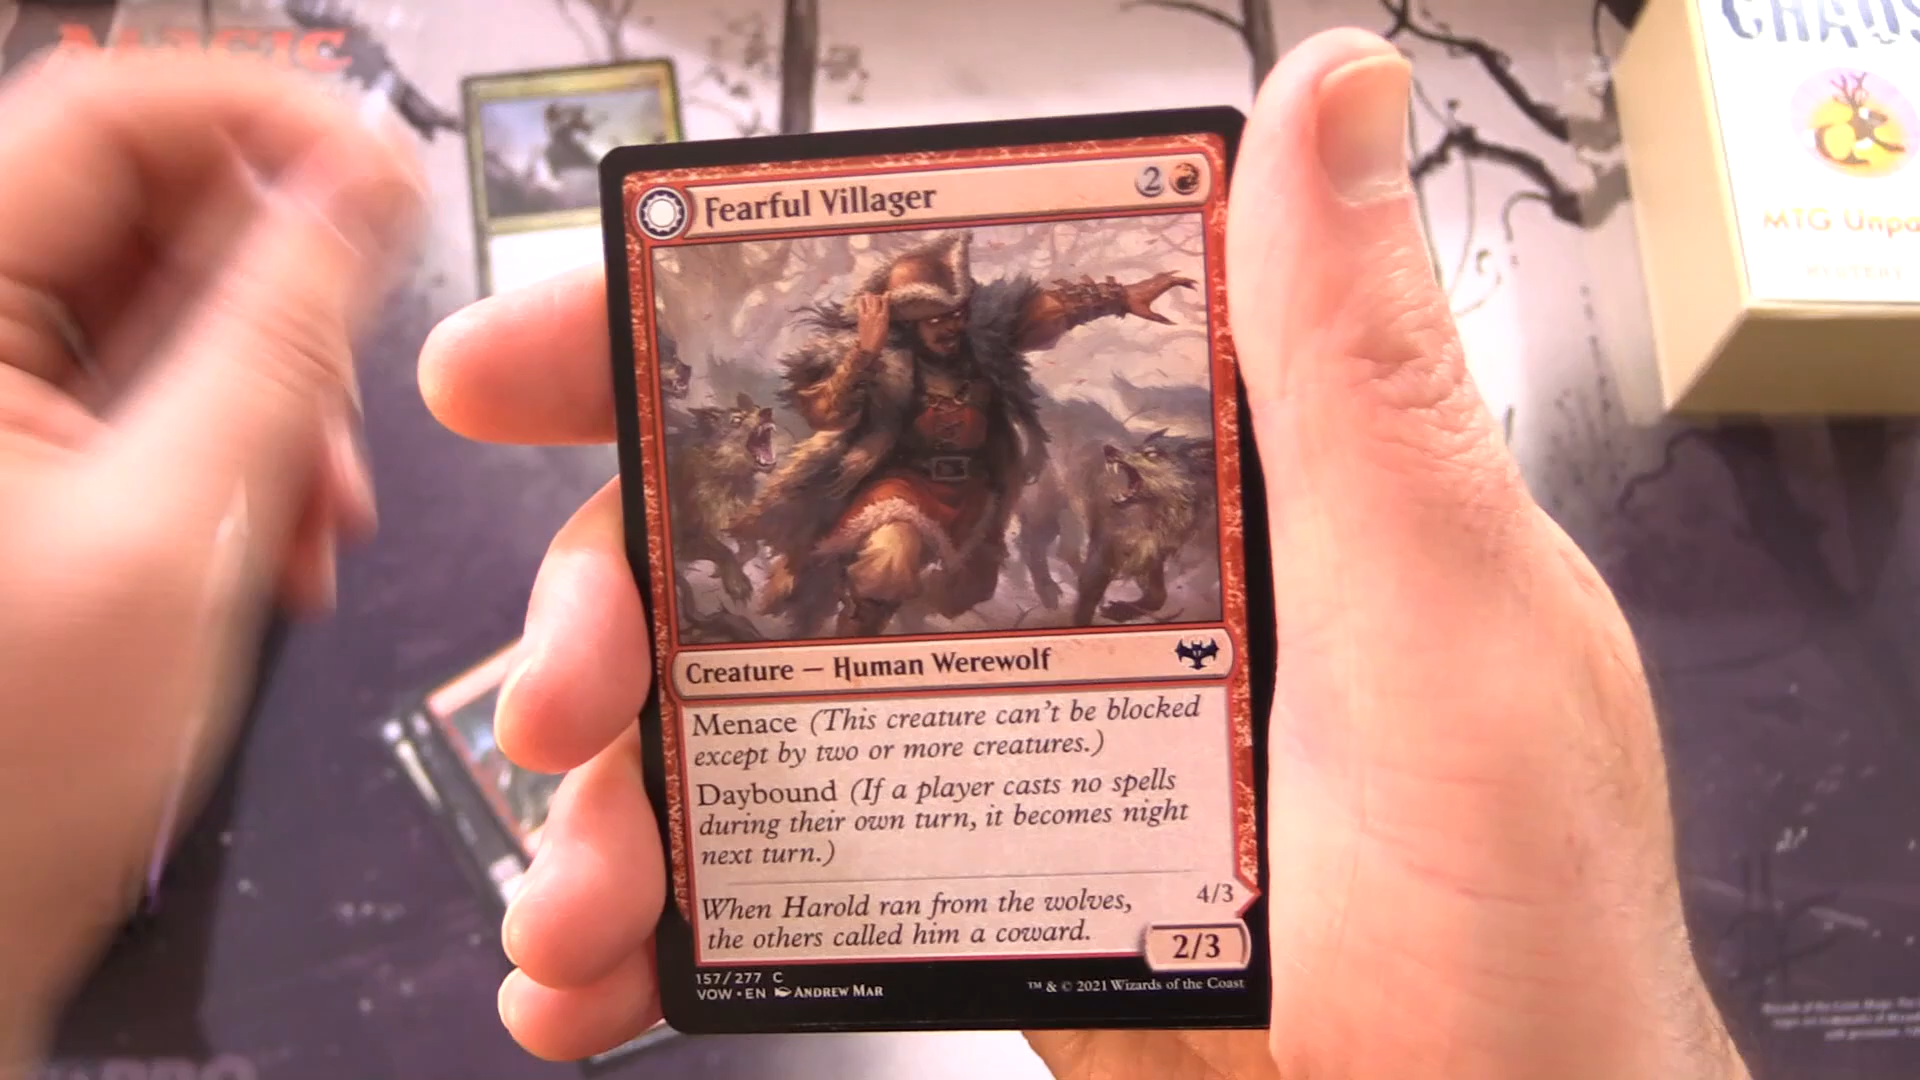 MAGIC
CHAOS
MTG Unpa
Fearful Villager
2
Creature — Human Werewolf
Menace (This creature can't be blocked
except by two or more creatures.)
Daybound (If a player casts no spells
during their own turn, it becomes night
next turn.)
When Harold ran from the wolves,
the others called him a coward.
4/3
2/3
157/277 C
VOW • EN ANDREW MAR
™ & © 2021 Wizards of the Coast